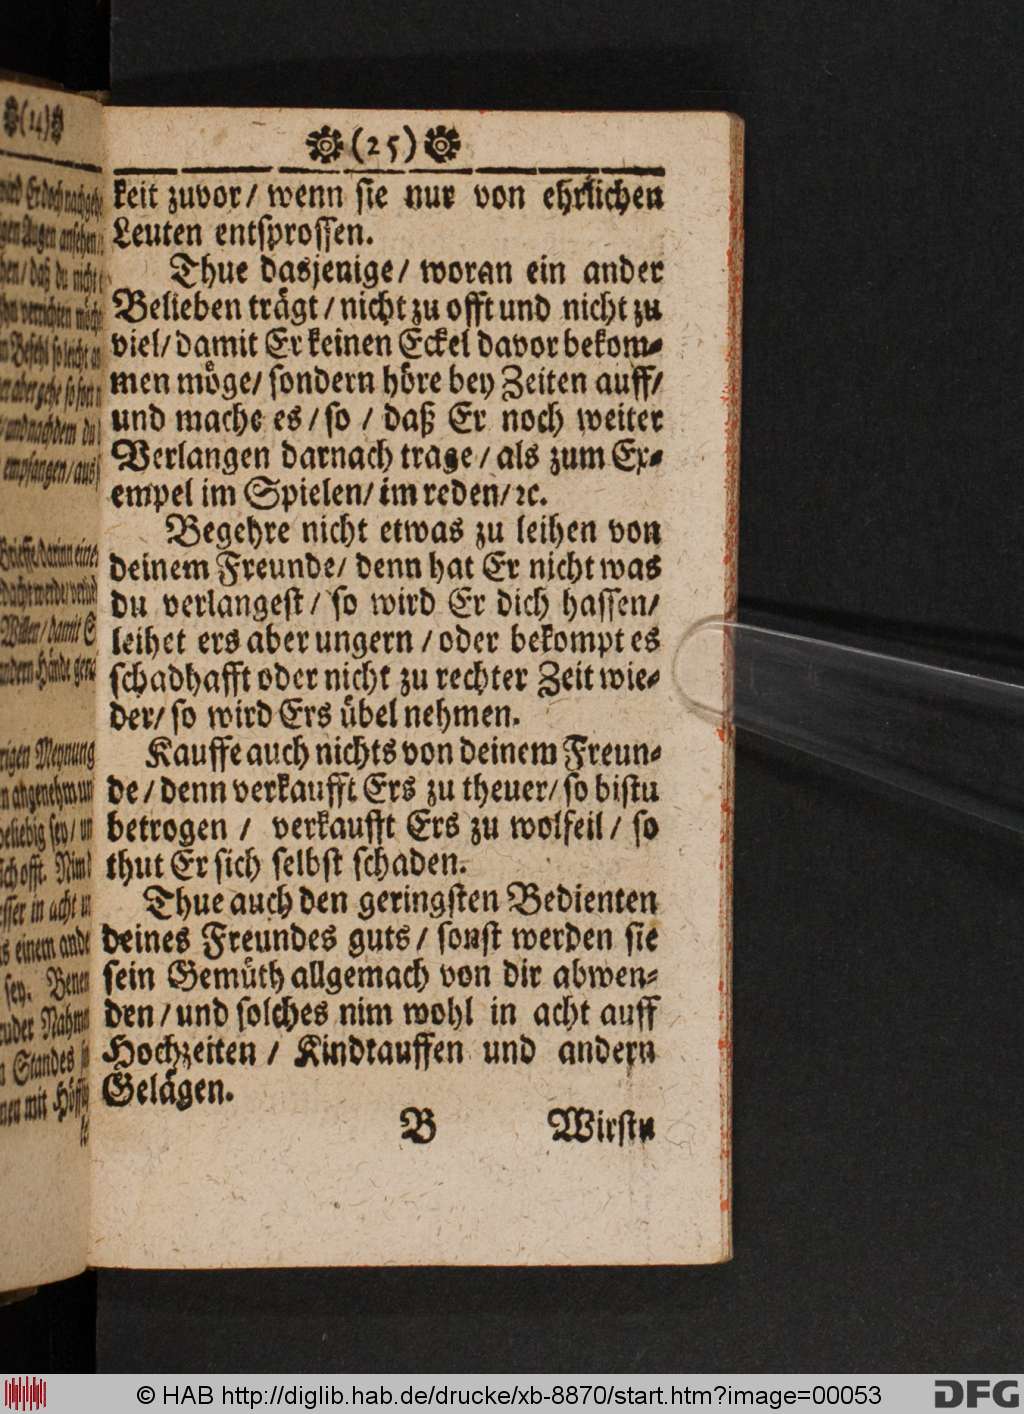 (25)
keit zuvor/ wenn sie nur von ehrlichen
Leuten entsprossen.
Thue dasjenige/ woran ein ander
Belieben trägt/ nicht zu offt und nicht zu
viel/ damit Er keinen Eckel davor bekom-
men möge/ sondern höre bey Zeiten auff/
und mache es/ so/ daß Er noch weiter
Verlangen darnach trage/ als zum Ex-
empel im Spielen/ im reden/ ꝛc.
Begehre nicht etwas zu leihen von
deinem Freunde/ denn hat Er nicht was
du verlangest/ so wird Er dich hassen/
leihet ers aber ungern/ oder bekompt es
schadhafft oder nicht zu rechter Zeit wie-
der/ so wird Ers übel nehmen.
Kauffe auch nichts von deinem Freun-
de/ denn verkaufft Ers zu theuer/ so bistu
betrogen/ verkaufft Ers zu wolfeil/ so
thut Er sich selbst schaden.
Thue auch den geringsten Bedienten
deines Freundes guts/ sonst werden sie
sein Gemüth allgemach von dir abwen-
den/ und solches nim wohl in acht auff
Hochzeiten/ Kindtauffen und andern
Gelägen.
B Wirstu
© HAB http://diglib.hab.de/drucke/xb-8870/start.htm?image=00053
DFG